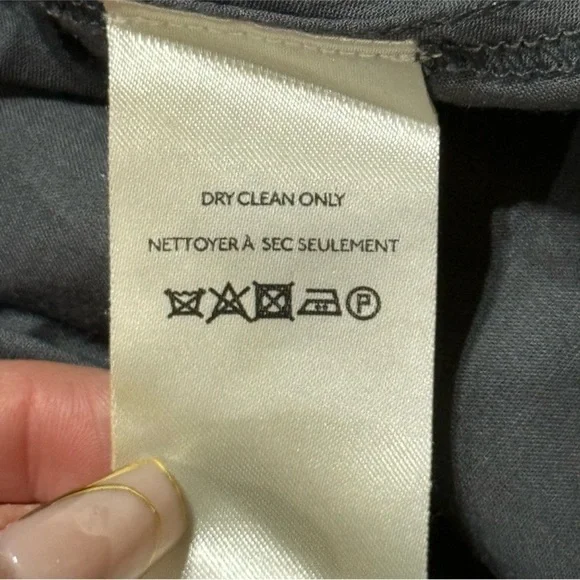 DRY CLEAN ONLY
NETTOYER À SEC SEULEMENT
P